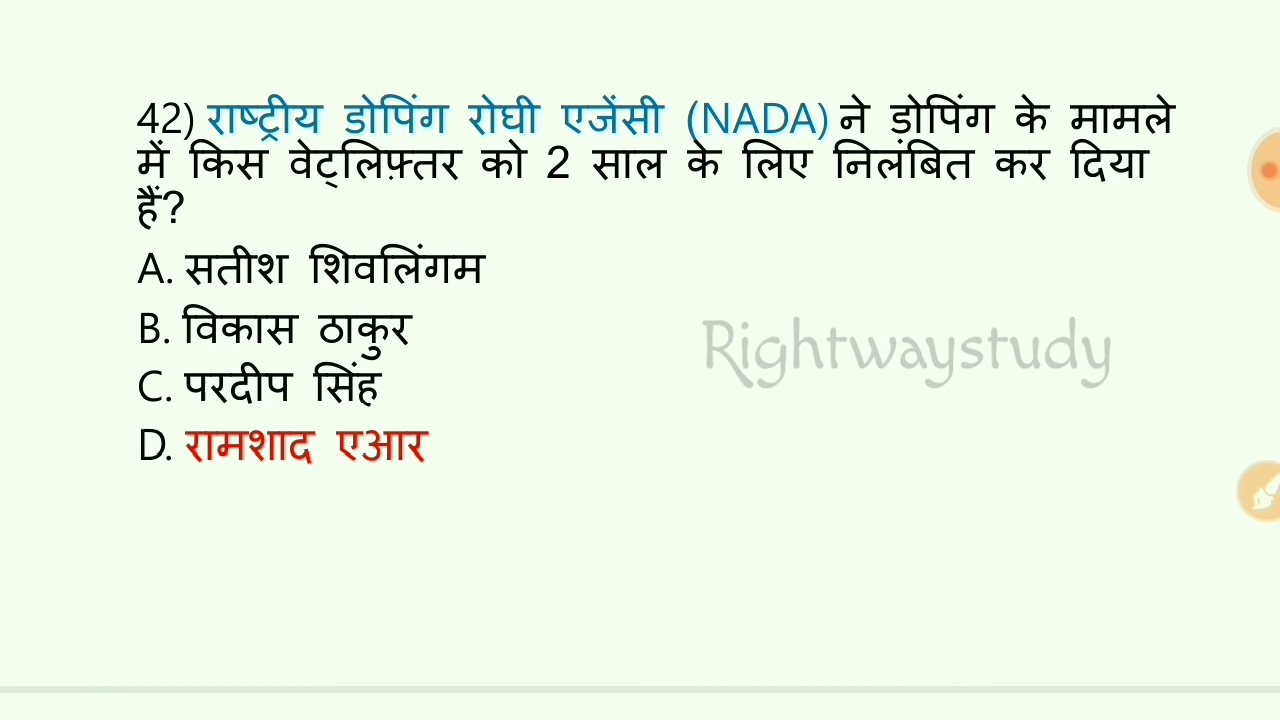 42) राष्ट्रीय डोपिंग रोघी एजेंसी (NADA) ने डोपिंग के मामले
में किस वेट्लिफ़्तर को 2 साल के लिए निलंबित कर दिया
हैं?
A. सतीश शिवलिंगम
B. विकास ठाकुर
Rightwaystudy
C. परदीप सिंह
D. रामशाद एआर